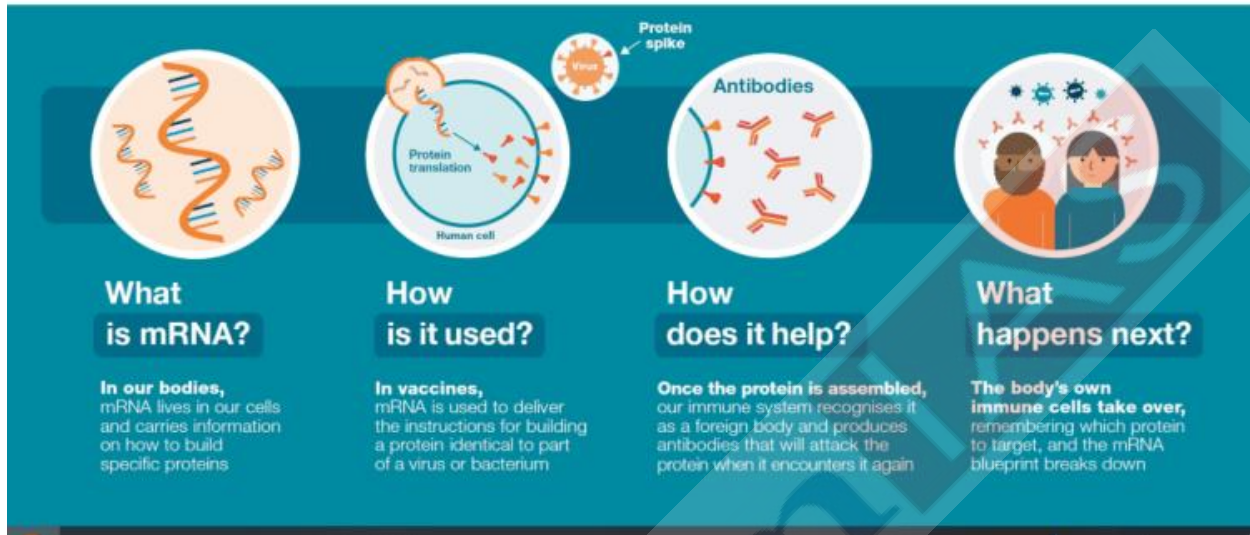 Protein
spike
Virus
Protein
translation
Human cell
Antibodies
What
is mRNA?
In our bodies,
mRNA lives in our cells
and carries information
on how to build
specific proteins
How
is it used?
In vaccines,
mRNA is used to deliver
the instructions for building
a protein identical to part
of a virus or bacterium
How
does it help?
Once the protein is assembled,
our immune system recognises it
as a foreign body and produces
antibodies that will attack the
protein when it encounters it again
What
happens next?
The body's own
immune cells take over,
remembering which protein
to target, and the mRNA
blueprint breaks down